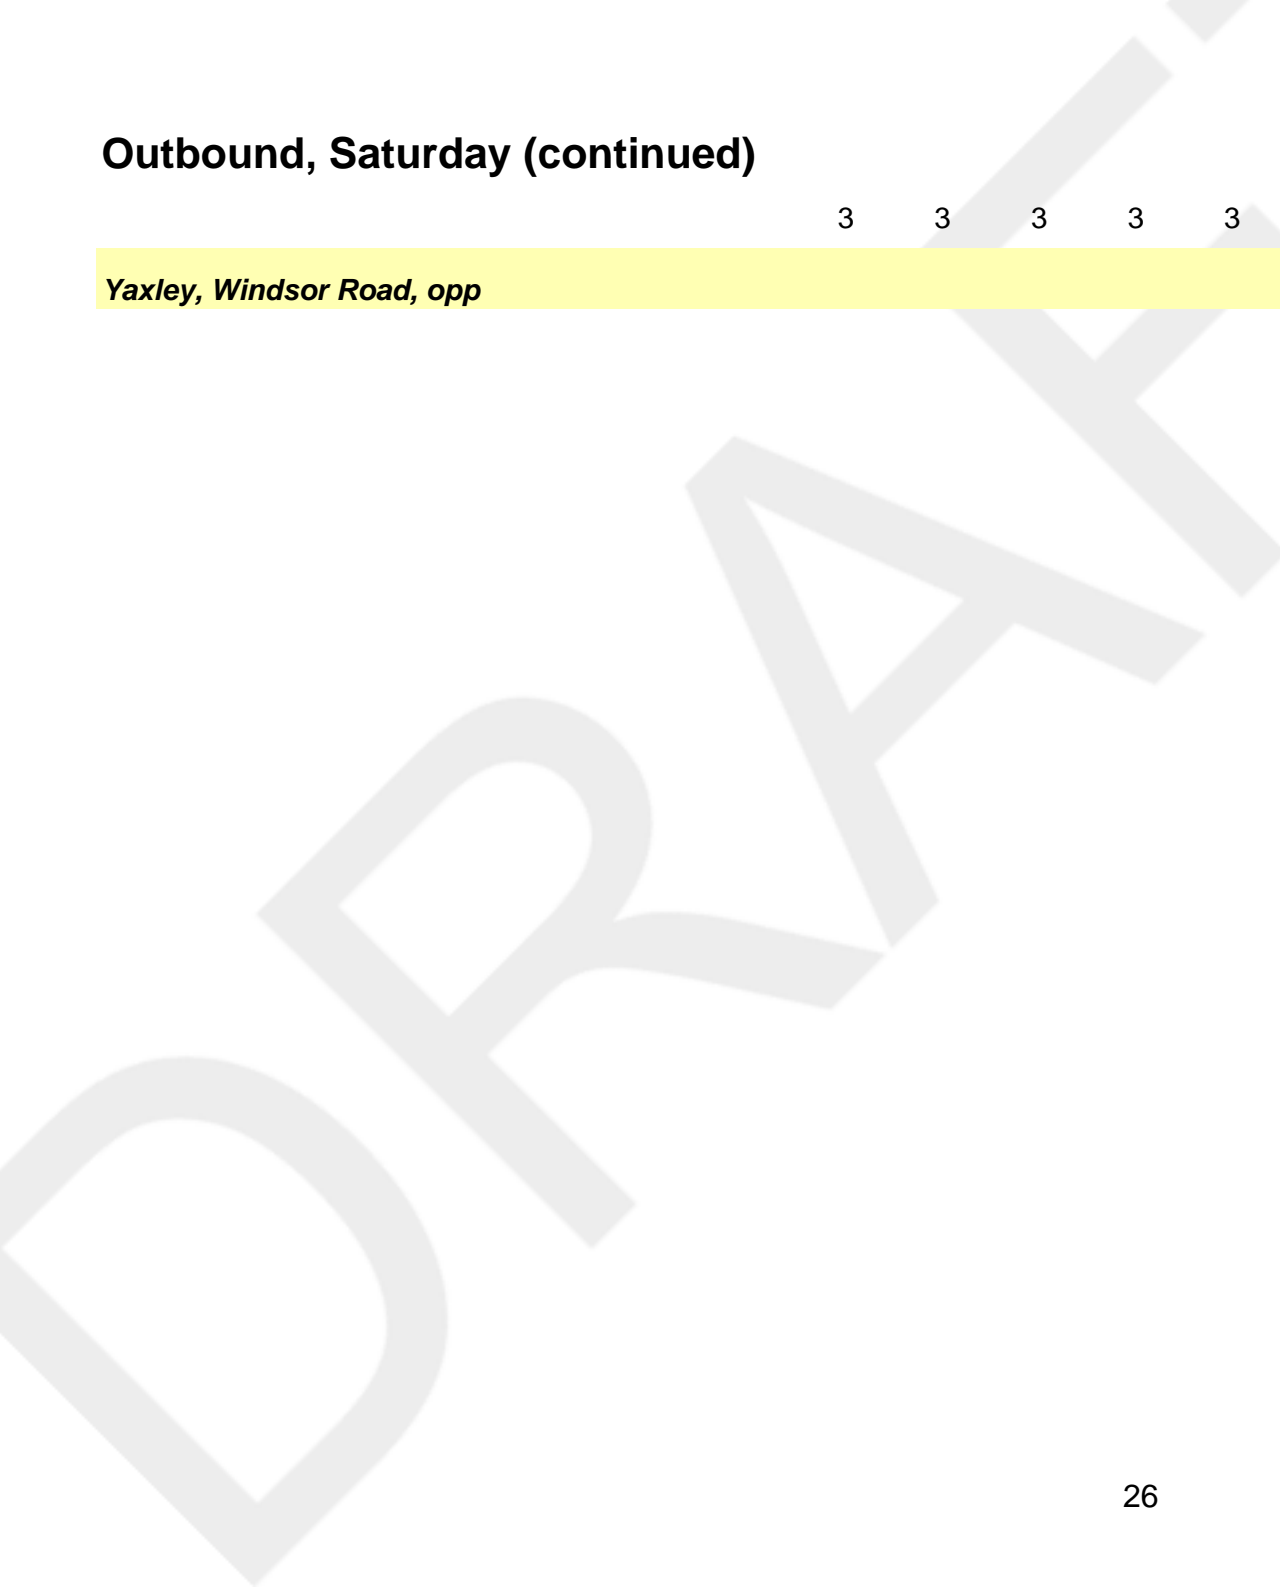 Outbound, Saturday (continued)
3 3 3 3 3
Yaxley, Windsor Road, opp
26
DRAFT